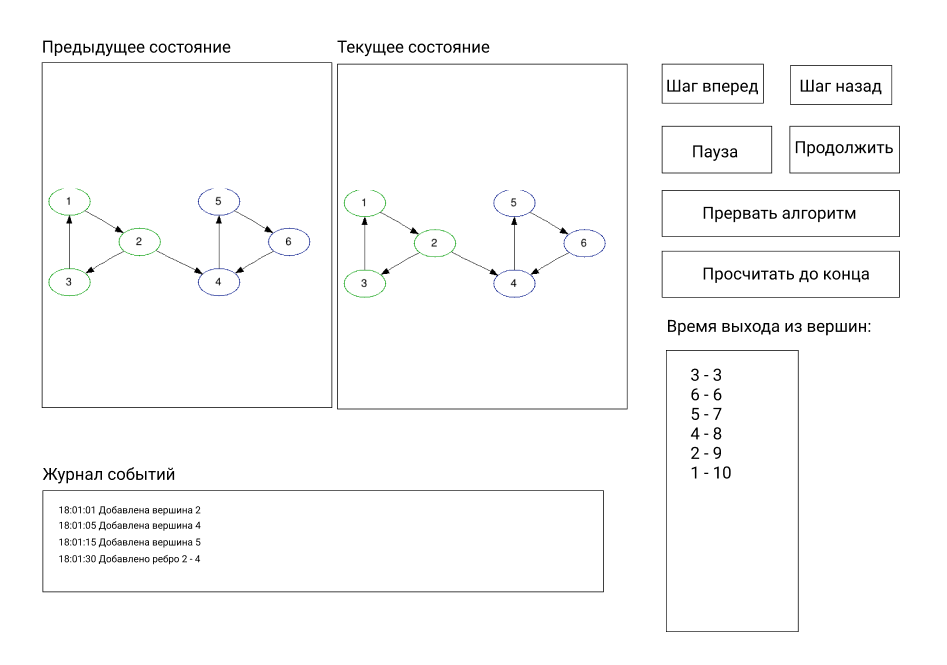 Предыдущее состояние
Текущее состояние
Шаг вперед
Шаг назад
Пауза
Продолжить
1
5
2
6
3
4
1
5
2
6
3
4
Прервать алгоритм
Просчитать до конца
Время выхода из вершин:
3 - 3
6 - 6
5 - 7
4 - 8
2 - 9
1 - 10
Журнал событий
18:01:01 Добавлена вершина 2
18:01:05 Добавлена вершина 4
18:01:15 Добавлена вершина 5
18:01:30 Добавлено ребро 2 - 4